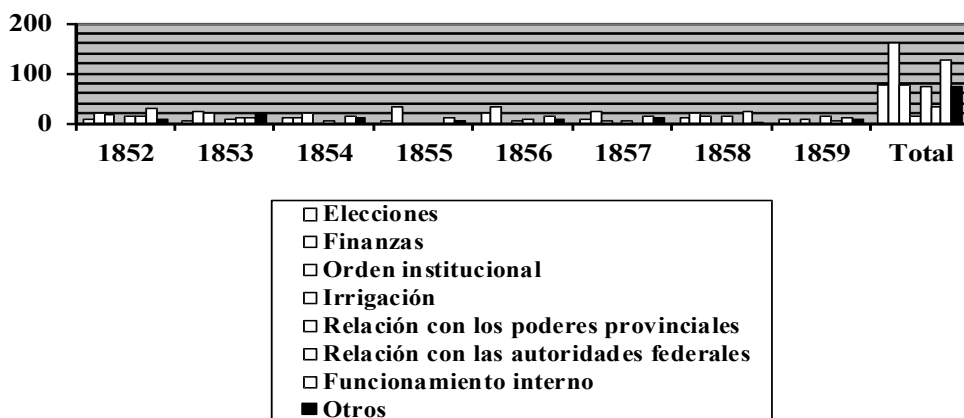 200
100
0
1852 1853 1854 1855 1856 1857 1858 1859 Total
Elecciones
Finanzas
Orden institucional
Irrigación
Relación con los poderes provinciales
Relación con las autoridades federales
Funcionamiento interno
Otros